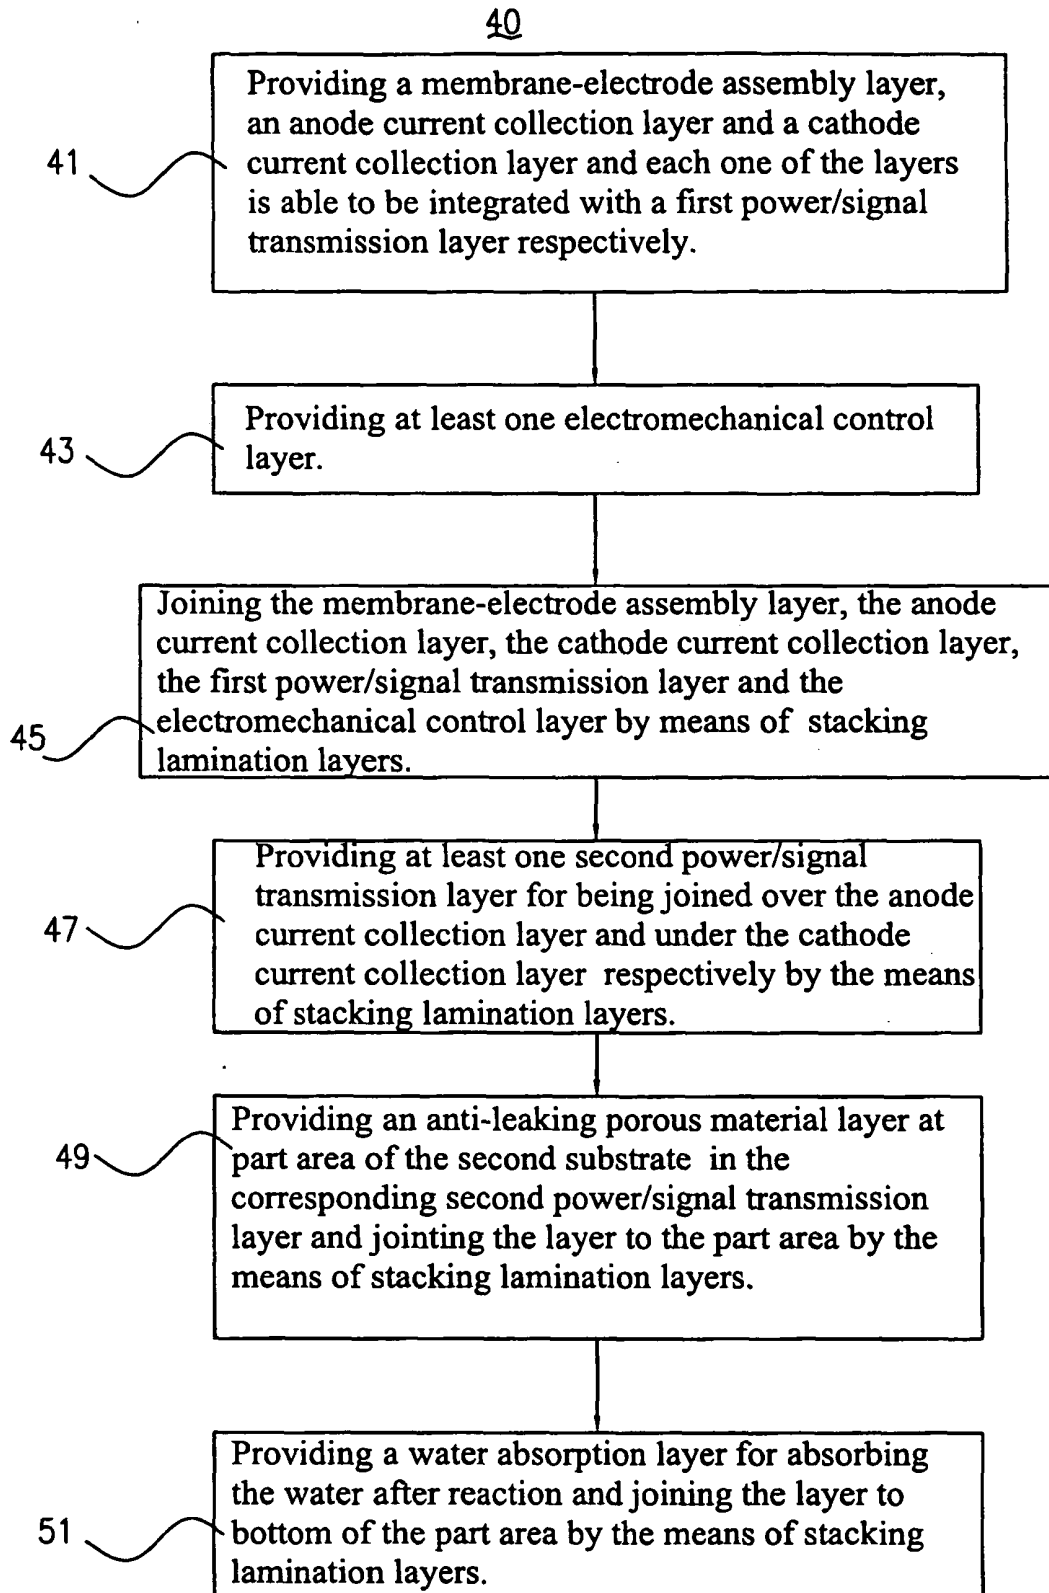 40
Providing a membrane-electrode assembly layer,
an anode current collection layer and a cathode
current collection layer and each one of the layers
is able to be integrated with a first power/signal
transmission layer respectively.
41
Providing at least one electromechanical control
layer.
43
Joining the membrane-electrode assembly layer, the anode
current collection layer, the cathode current collection layer,
the first power/signal transmission layer and the
electromechanical control layer by means of stacking
lamination layers.
45
Providing at least one second power/signal
transmission layer for being joined over the anode
current collection layer and under the cathode
current collection layer respectively by the means
of stacking lamination layers.
47
Providing an anti-leaking porous material layer at
part area of the second substrate in the
corresponding second power/signal transmission
layer and jointing the layer to the part area by the
means of stacking lamination layers.
49
Providing a water absorption layer for absorbing
the water after reaction and joining the layer to
bottom of the part area by the means of stacking
lamination layers.
51